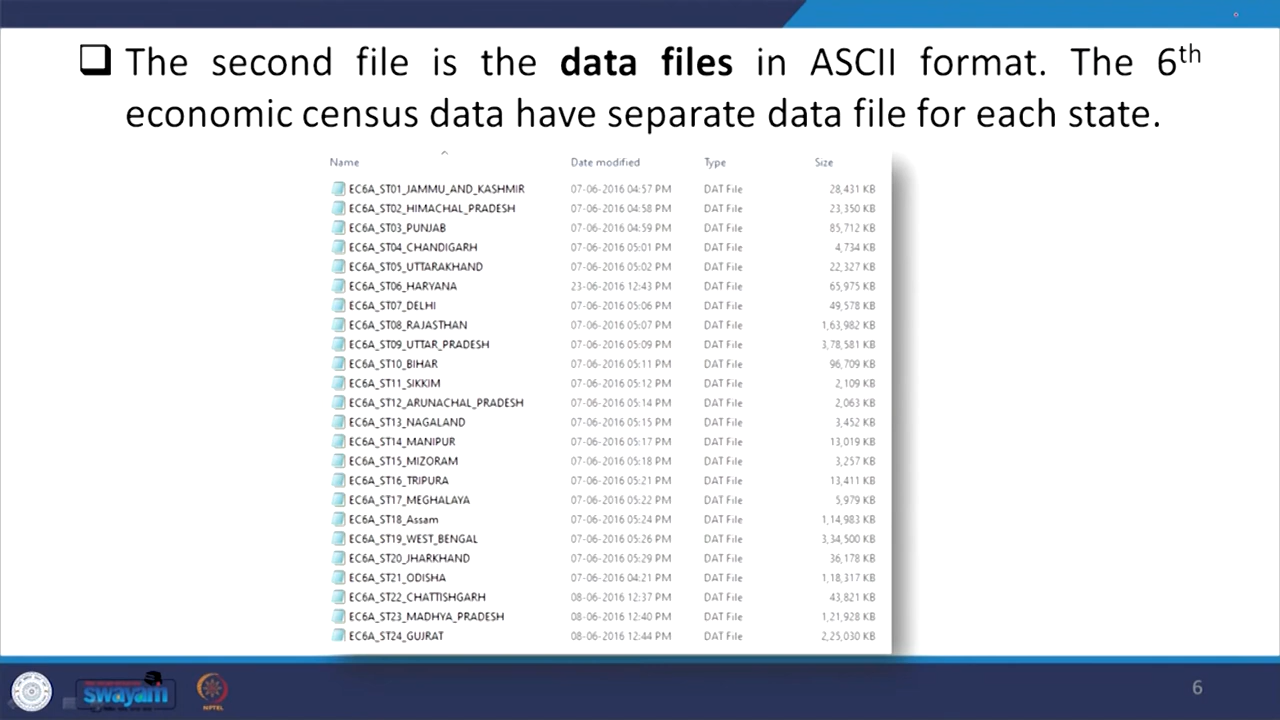 ❑ The second file is the data files in ASCII format. The 6th
economic census data have separate data file for each state.
Name Date modified Type Size
EC6A_ST01_JAMMU_AND_KASHMIR 07-06-2016 04:57 PM DAT File 28,431 KB
EC6A_ST02_HIMACHAL_PRADESH 07-06-2016 04:58 PM DAT File 23,350 KB
EC6A_ST03_PUNJAB 07-06-2016 04:59 PM DAT File 85,712 KB
EC6A_ST04_CHANDIGARH 07-06-2016 05:01 PM DAT File 4,734 KB
EC6A_ST05_UTTARAKHAND 07-06-2016 05:02 PM DAT File 22,327 KB
EC6A_ST06_HARYANA 23-06-2016 12:43 PM DAT File 65,975 KB
EC6A_ST07_DELHI 07-06-2016 05:06 PM DAT File 49,578 KB
EC6A_ST08_RAJASTHAN 07-06-2016 05:07 PM DAT File 1,63,982 KB
EC6A_ST09_UTTAR_PRADESH 07-06-2016 05:09 PM DAT File 3,78,581 KB
EC6A_ST10_BIHAR 07-06-2016 05:11 PM DAT File 96,709 KB
EC6A_ST11_SIKKIM 07-06-2016 05:12 PM DAT File 2,109 KB
EC6A_ST12_ARUNACHAL_PRADESH 07-06-2016 05:14 PM DAT File 2,063 KB
EC6A_ST13_NAGALAND 07-06-2016 05:15 PM DAT File 3,452 KB
EC6A_ST14_MANIPUR 07-06-2016 05:17 PM DAT File 13,019 KB
EC6A_ST15_MIZORAM 07-06-2016 05:18 PM DAT File 3,257 KB
EC6A_ST16_TRIPURA 07-06-2016 05:21 PM DAT File 13,411 KB
EC6A_ST17_MEGHALAYA 07-06-2016 05:22 PM DAT File 5,979 KB
EC6A_ST18_Assam 07-06-2016 05:24 PM DAT File 1,14,983 KB
EC6A_ST19_WEST_BENGAL 07-06-2016 05:26 PM DAT File 3,34,500 KB
EC6A_ST20_JHARKHAND 07-06-2016 05:29 PM DAT File 36,178 KB
EC6A_ST21_ODISHA 07-06-2016 04:21 PM DAT File 1,18,317 KB
EC6A_ST22_CHATTISHGARH 08-06-2016 12:37 PM DAT File 43,821 KB
EC6A_ST23_MADHYA_PRADESH 08-06-2016 12:40 PM DAT File 1,21,928 KB
EC6A_ST24_GUJRAT 08-06-2016 12:44 PM DAT File 2,25,030 KB
swayam NPTEL 6